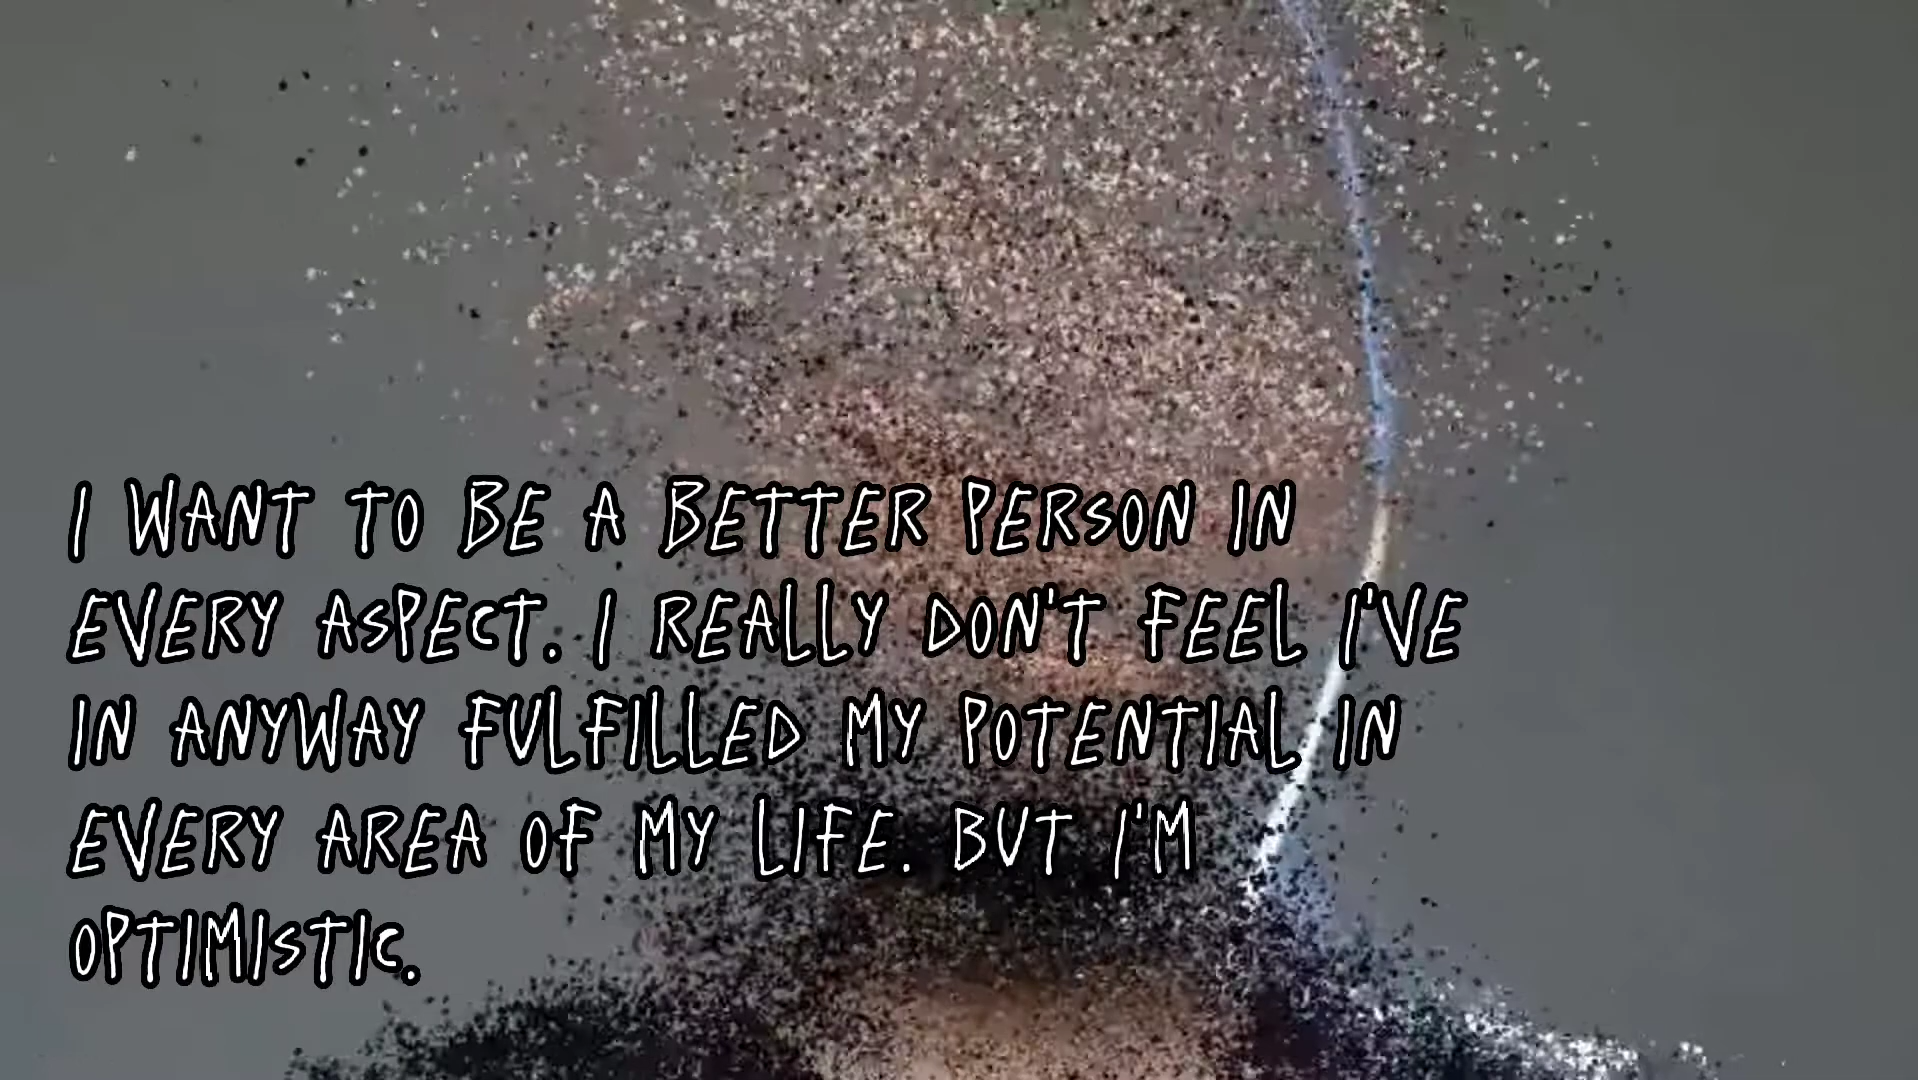 I WANT TO BE A BETTER PERSON IN
EVERY ASPECT. I REALLY DON'T FEEL I'VE
IN ANYWAY FULFILLED MY POTENTIAL IN
EVERY AREA OF MY LIFE. BUT I'M
OPTIMISTIC.